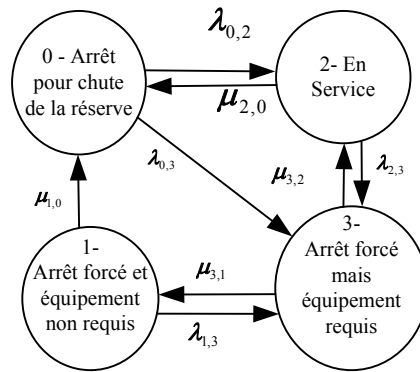 λ0,2
0 - Arrêt
pour chute
de la réserve
2- En
Service
μ2,0
λ0,3
μ3,2
λ2,3
μ1,0
3-
Arrêt forcé
mais
équipement
requis
1-
Arrêt forcé et
équipement
non requis
μ3,1
λ1,3